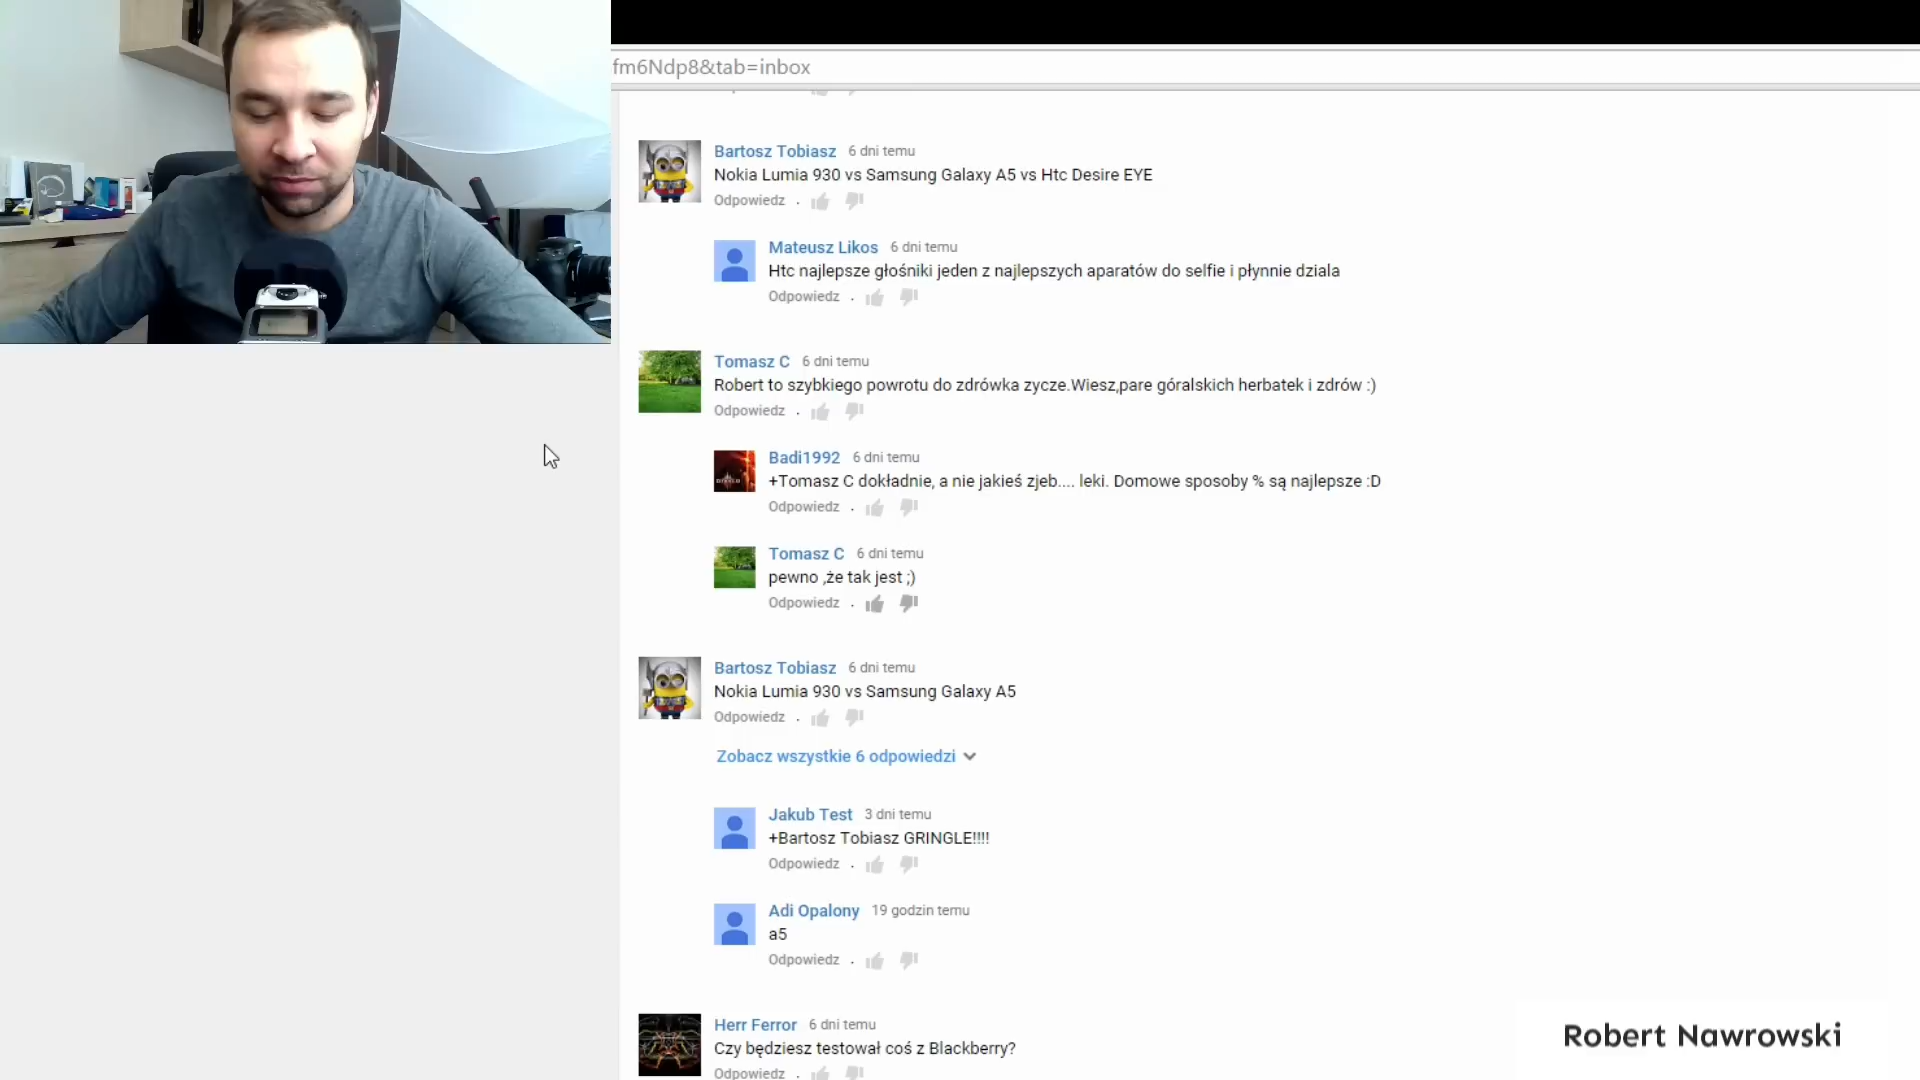 fm6Ndp8&tab=inbox
Bartosz Tobiasz 6 dni temu
Nokia Lumia 930 vs Samsung Galaxy A5 vs Htc Desire EYE
Odpowiedz .
Mateusz Likos 6 dni temu
Htc najlepsze głośniki jeden z najlepszych aparatów do selfie i płynnie dziala
Odpowiedz .
Tomasz C 6 dni temu
Robert to szybkiego powrotu do zdrówka zycze.Wiesz,pare góralskich herbatek i zdrów :)
Odpowiedz .
Badi1992 6 dni temu
+Tomasz C dokładnie, a nie jakieś zjeb.... leki. Domowe sposoby % są najlepsze :D
Odpowiedz .
Tomasz C 6 dni temu
pewno ,że tak jest ;)
Odpowiedz .
Bartosz Tobiasz 6 dni temu
Nokia Lumia 930 vs Samsung Galaxy A5
Odpowiedz .
Zobacz wszystkie 6 odpowiedzi
Jakub Test 3 dni temu
+Bartosz Tobiasz GRINGLE!!!!
Odpowiedz .
Adi Opalony 19 godzin temu
a5
Odpowiedz .
Herr Ferror 6 dni temu
Czy będziesz testował coś z Blackberry?
Odpowiedz .
Robert Nawrowski